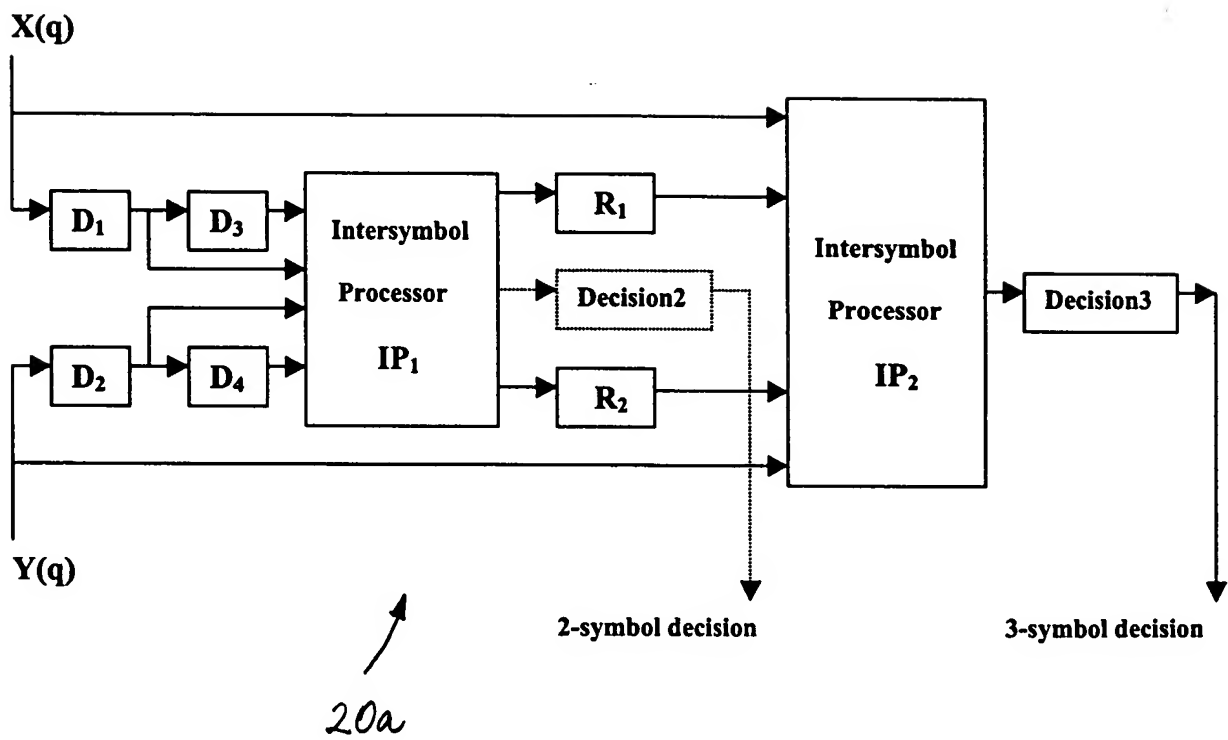 X(q)
D₁
D₃
Intersymbol
Processor
IP₁
R₁
Decision2
R₂
Intersymbol
Processor
IP₂
Decision3
D₂
D₄
Y(q)
2-symbol decision
3-symbol decision
20a